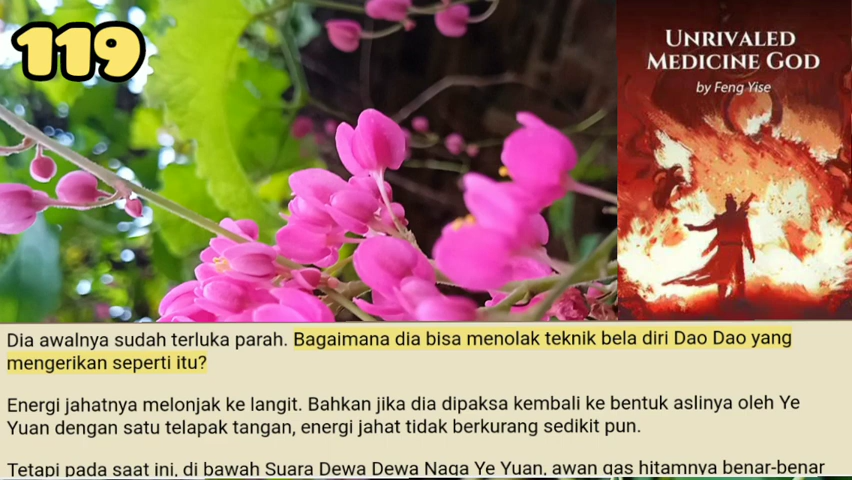 119
UNRIVALED
MEDICINE GOD
by Feng Yise
Dia awalnya sudah terluka parah. Bagaimana dia bisa menolak teknik bela diri Dao Dao yang
mengerikan seperti itu?
Energi jahatnya melonjak ke langit. Bahkan jika dia dipaksa kembali ke bentuk aslinya oleh Ye
Yuan dengan satu telapak tangan, energi jahat tidak berkurang sedikit pun.
Tetapi pada saat ini, di bawah Suara Dewa Dewa Naga Ye Yuan, awan gas hitamnya benar-benar